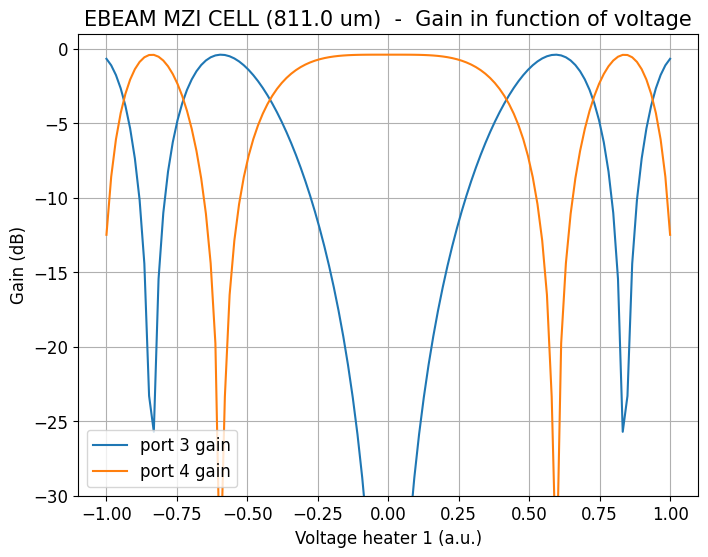 EBEAM MZI CELL (811.0 um)  -  Gain in function of voltage
0
−5
−10
−15
−20
−25
−30
Gain (dB)
port 3 gain
port 4 gain
−1.00 −0.75 −0.50 −0.25 0.00 0.25 0.50 0.75 1.00
Voltage heater 1 (a.u.)